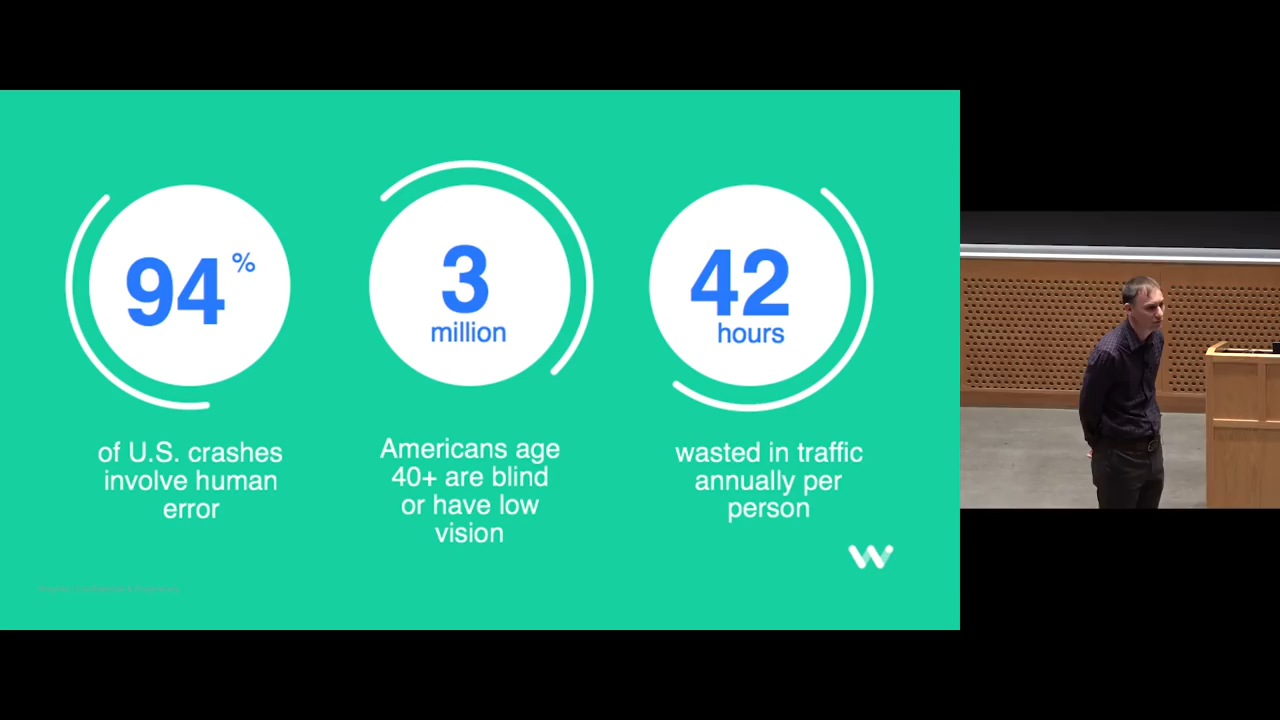 94%
of U.S. crashes
involve human
error
3
million
Americans age
40+ are blind
or have low
vision
42
hours
wasted in traffic
annually per
person